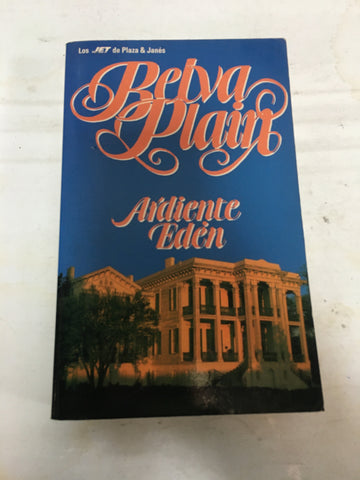 Los JET de Plaza & Janés
Belva
Plain
Ardiente
Edén